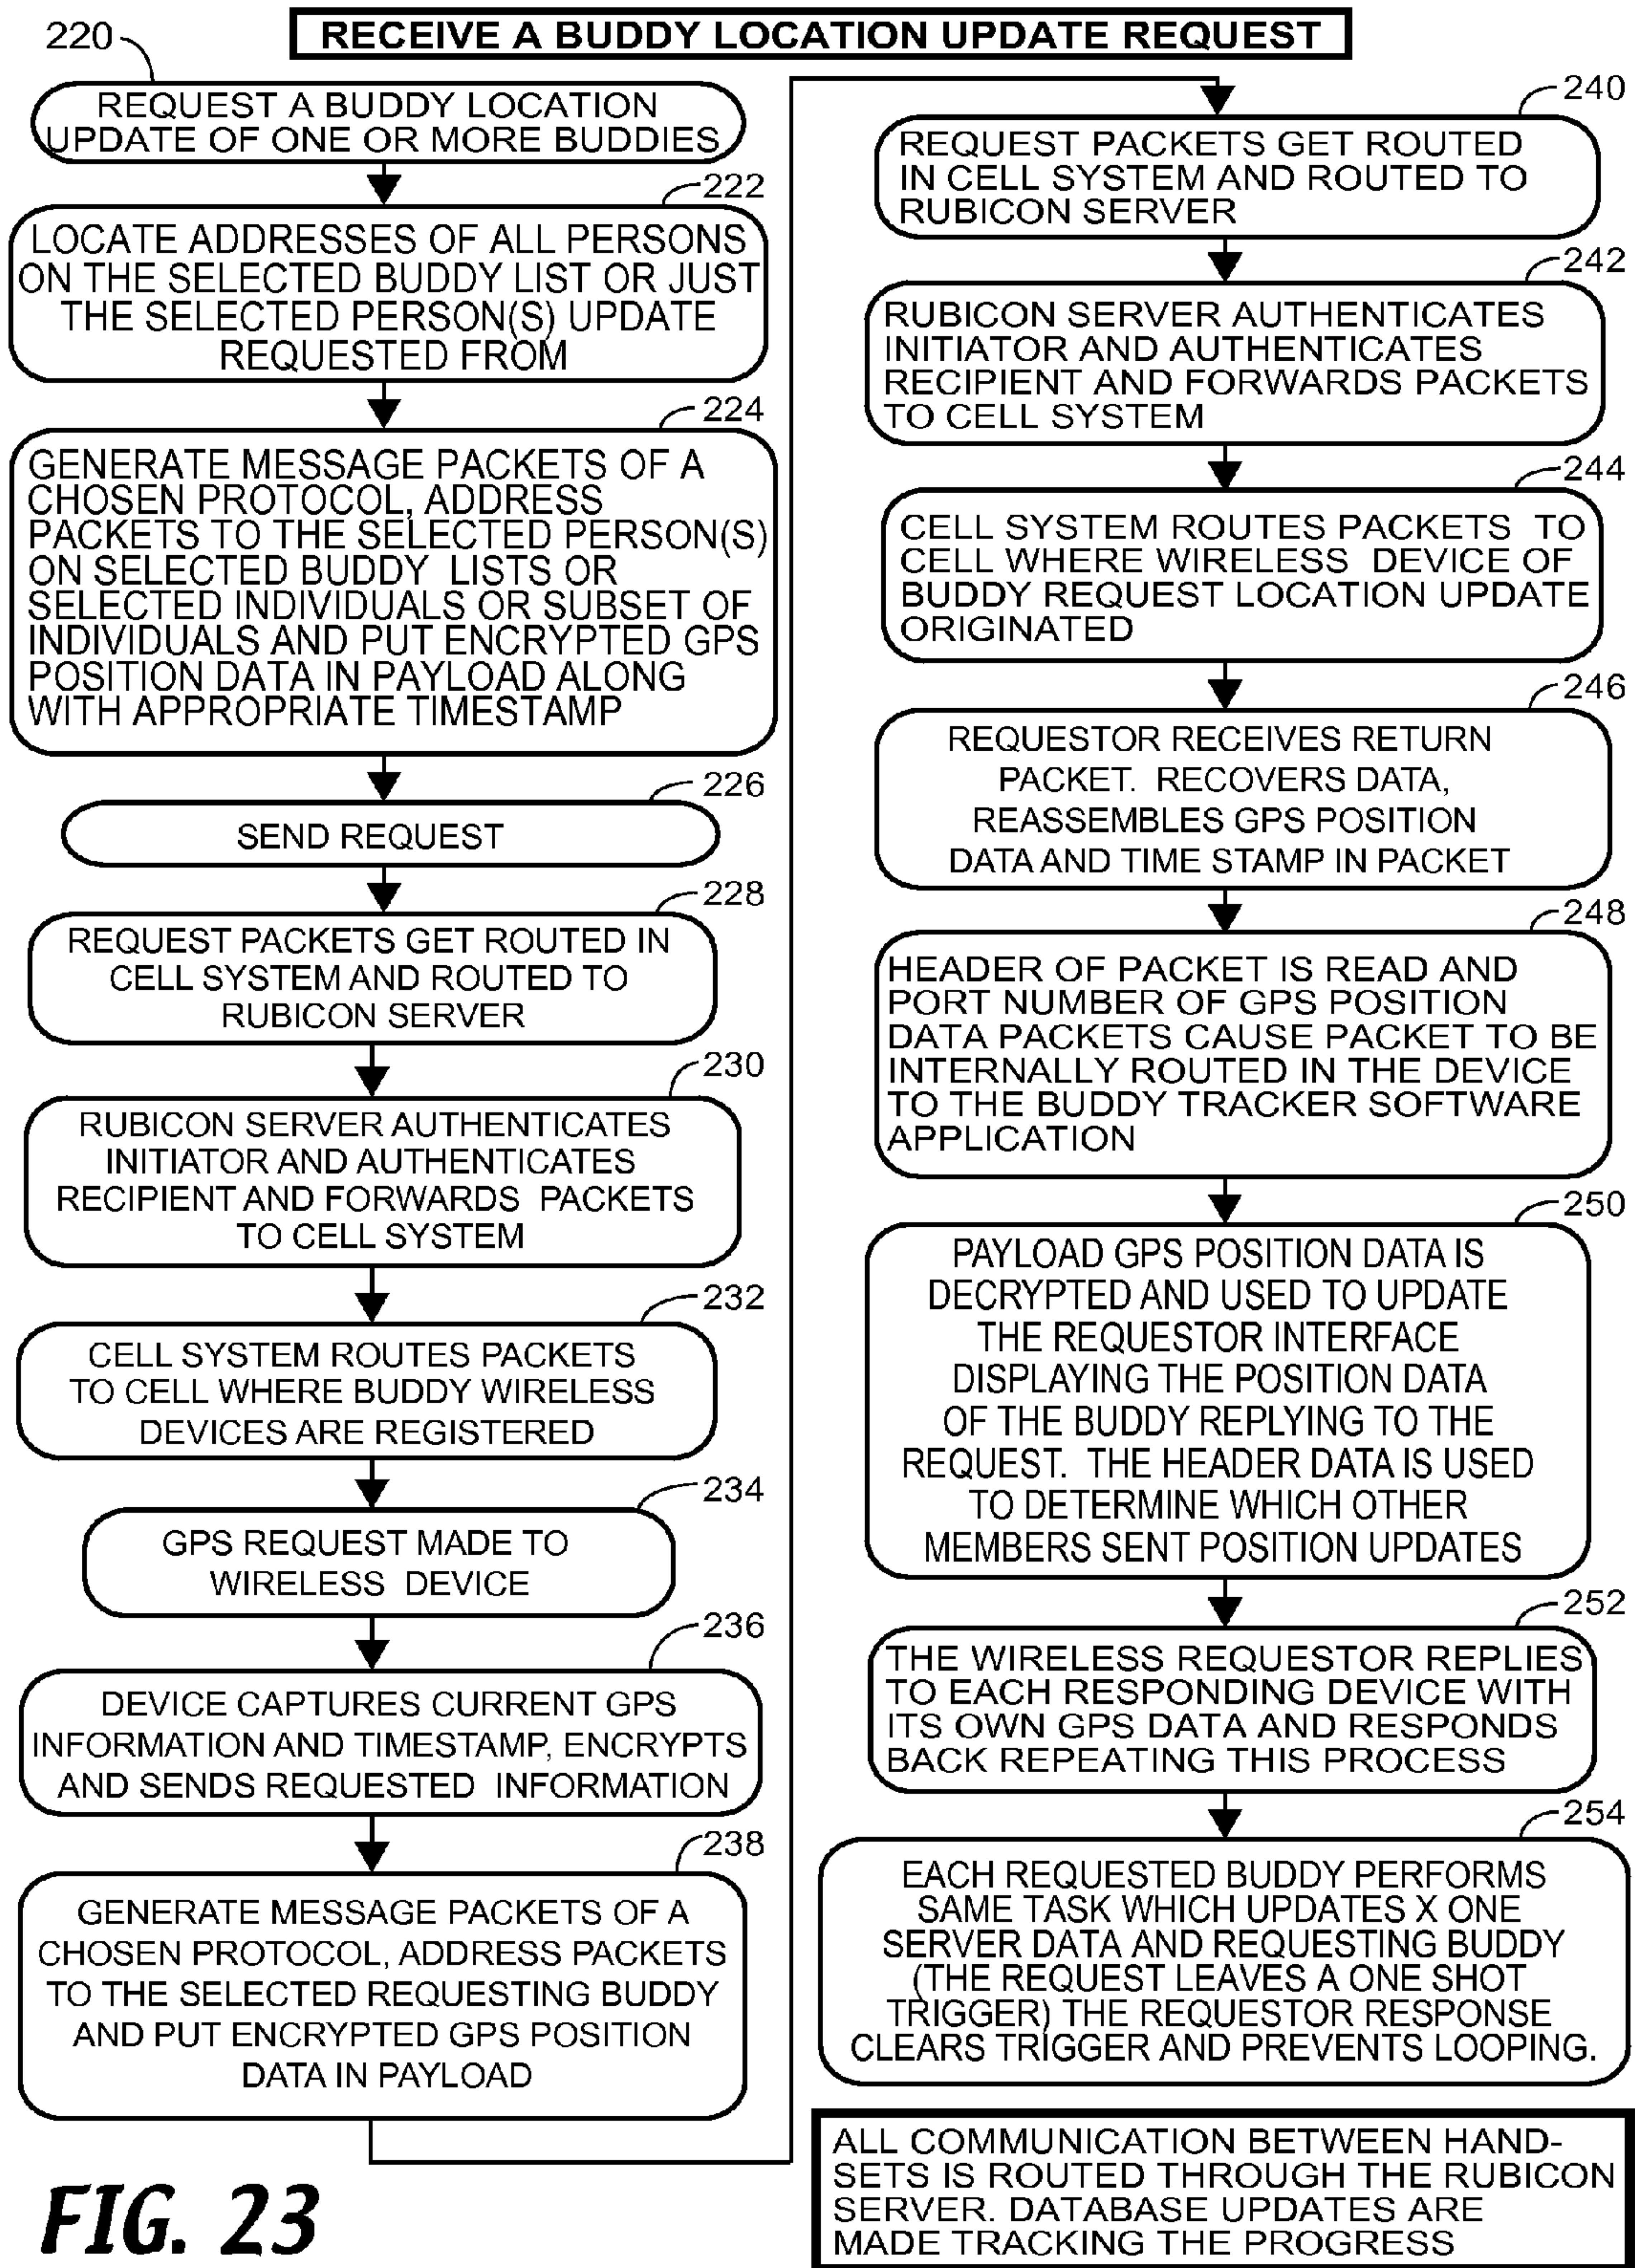 RECEIVE A BUDDY LOCATION UPDATE REQUEST
220
REQUEST A BUDDY LOCATION
UPDATE OF ONE OR MORE BUDDIES
222
LOCATE ADDRESSES OF ALL PERSONS
ON THE SELECTED BUDDY LIST OR JUST
THE SELECTED PERSON(S) UPDATE
REQUESTED FROM
224
GENERATE MESSAGE PACKETS OF A
CHOSEN PROTOCOL, ADDRESS
PACKETS TO THE SELECTED PERSON(S)
ON SELECTED BUDDY LISTS OR
SELECTED INDIVIDUALS OR SUBSET OF
INDIVIDUALS AND PUT ENCRYPTED GPS
POSITION DATA IN PAYLOAD ALONG
WITH APPROPRIATE TIMESTAMP
226
SEND REQUEST
228
REQUEST PACKETS GET ROUTED IN
CELL SYSTEM AND ROUTED TO
RUBICON SERVER
230
RUBICON SERVER AUTHENTICATES
INITIATOR AND AUTHENTICATES
RECIPIENT AND FORWARDS PACKETS
TO CELL SYSTEM
232
CELL SYSTEM ROUTES PACKETS
TO CELL WHERE BUDDY WIRELESS
DEVICES ARE REGISTERED
234
GPS REQUEST MADE TO
WIRELESS DEVICE
236
DEVICE CAPTURES CURRENT GPS
INFORMATION AND TIMESTAMP, ENCRYPTS
AND SENDS REQUESTED INFORMATION
238
GENERATE MESSAGE PACKETS OF A
CHOSEN PROTOCOL, ADDRESS PACKETS
TO THE SELECTED REQUESTING BUDDY
AND PUT ENCRYPTED GPS POSITION
DATA IN PAYLOAD
240
REQUEST PACKETS GET ROUTED
IN CELL SYSTEM AND ROUTED TO
RUBICON SERVER
242
RUBICON SERVER AUTHENTICATES
INITIATOR AND AUTHENTICATES
RECIPIENT AND FORWARDS PACKETS
TO CELL SYSTEM
244
CELL SYSTEM ROUTES PACKETS TO
CELL WHERE WIRELESS DEVICE OF
BUDDY REQUEST LOCATION UPDATE
ORIGINATED
246
REQUESTOR RECEIVES RETURN
PACKET. RECOVERS DATA,
REASSEMBLES GPS POSITION
DATA AND TIME STAMP IN PACKET
248
HEADER OF PACKET IS READ AND
PORT NUMBER OF GPS POSITION
DATA PACKETS CAUSE PACKET TO BE
INTERNALLY ROUTED IN THE DEVICE
TO THE BUDDY TRACKER SOFTWARE
APPLICATION
250
PAYLOAD GPS POSITION DATA IS
DECRYPTED AND USED TO UPDATE
THE REQUESTOR INTERFACE
DISPLAYING THE POSITION DATA
OF THE BUDDY REPLYING TO THE
REQUEST. THE HEADER DATA IS USED
TO DETERMINE WHICH OTHER
MEMBERS SENT POSITION UPDATES
252
THE WIRELESS REQUESTOR REPLIES
TO EACH RESPONDING DEVICE WITH
ITS OWN GPS DATA AND RESPONDS
BACK REPEATING THIS PROCESS
254
EACH REQUESTED BUDDY PERFORMS
SAME TASK WHICH UPDATES X ONE
SERVER DATA AND REQUESTING BUDDY
(THE REQUEST LEAVES A ONE SHOT
TRIGGER) THE REQUESTOR RESPONSE
CLEARS TRIGGER AND PREVENTS LOOPING.
ALL COMMUNICATION BETWEEN HAND-
SETS IS ROUTED THROUGH THE RUBICON
SERVER. DATABASE UPDATES ARE
MADE TRACKING THE PROGRESS
FIG. 23